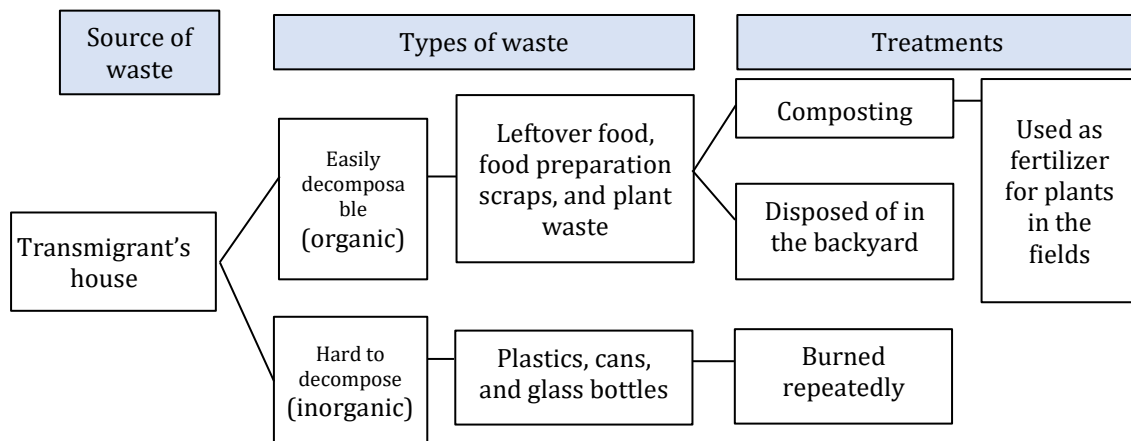 Source of
waste
Types of waste
Treatments
Transmigrant's
house
Easily
decomposa
ble
(organic)
Leftover food,
food preparation
scraps, and plant
waste
Composting
Disposed of in
the backyard
Used as
fertilizer
for plants
in the
fields
Hard to
decompose
(inorganic)
Plastics, cans,
and glass bottles
Burned
repeatedly